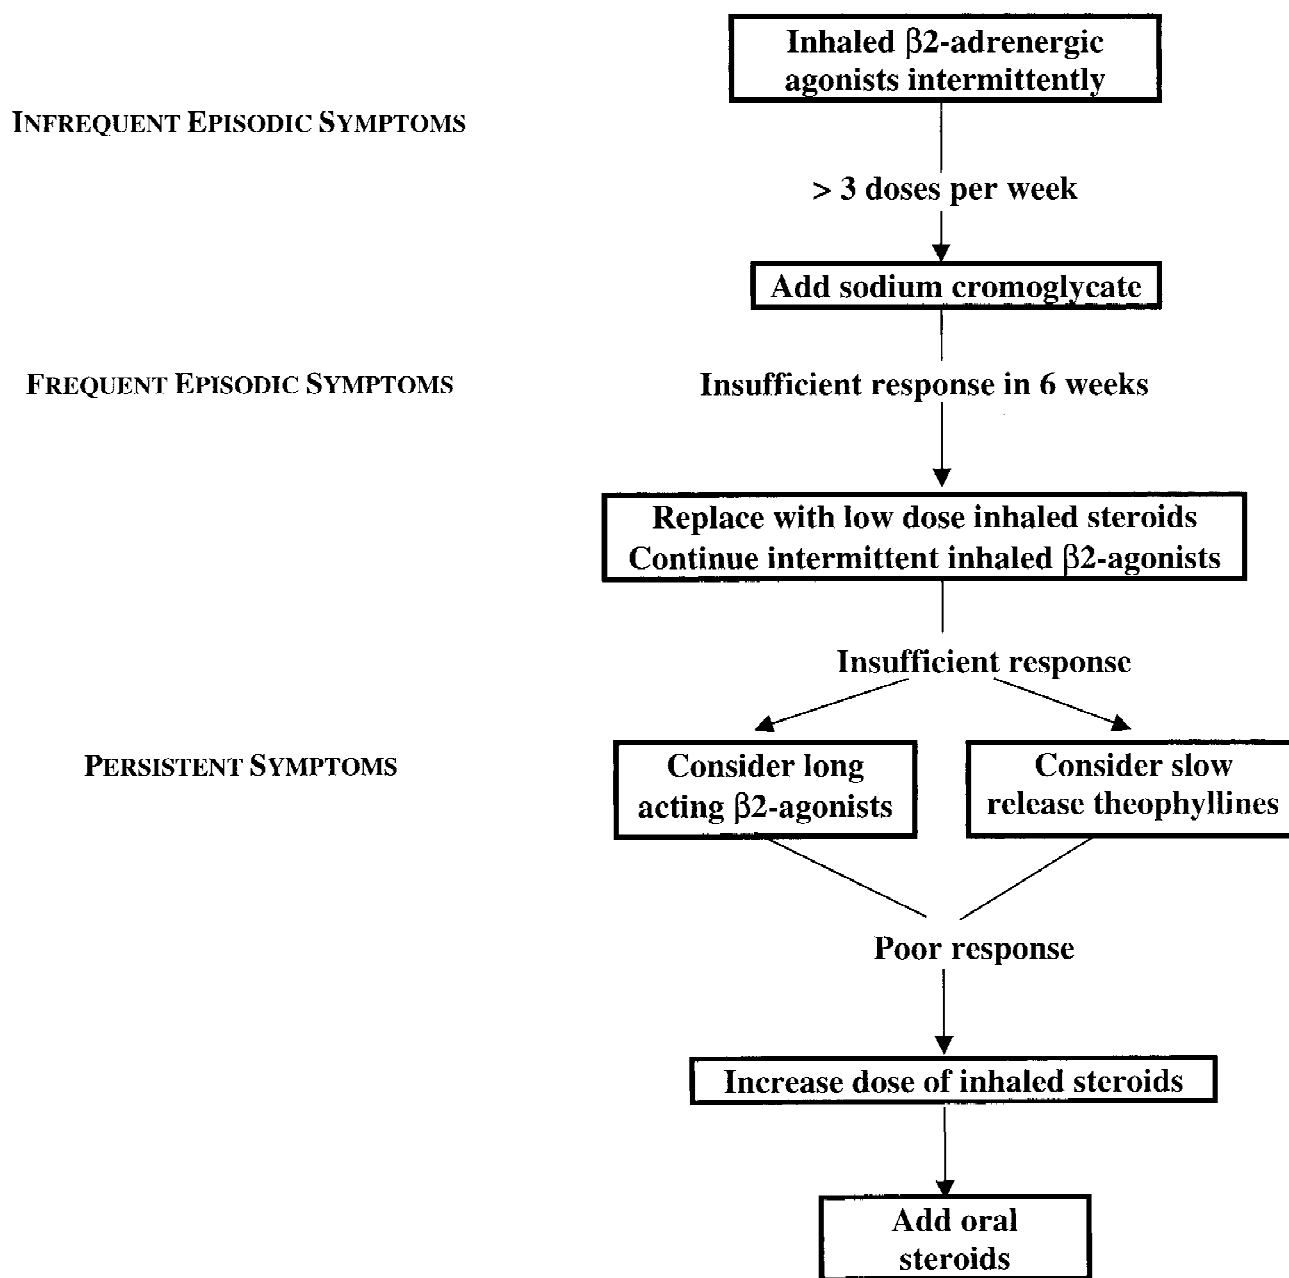 Inhaled β2-adrenergic
agonists intermittently
INFREQUENT EPISODIC SYMPTOMS
> 3 doses per week
Add sodium cromoglycate
FREQUENT EPISODIC SYMPTOMS
Insufficient response in 6 weeks
Replace with low dose inhaled steroids
Continue intermittent inhaled β2-agonists
Insufficient response
PERSISTENT SYMPTOMS
Consider long
acting β2-agonists
Consider slow
release theophyllines
Poor response
Increase dose of inhaled steroids
Add oral
steroids